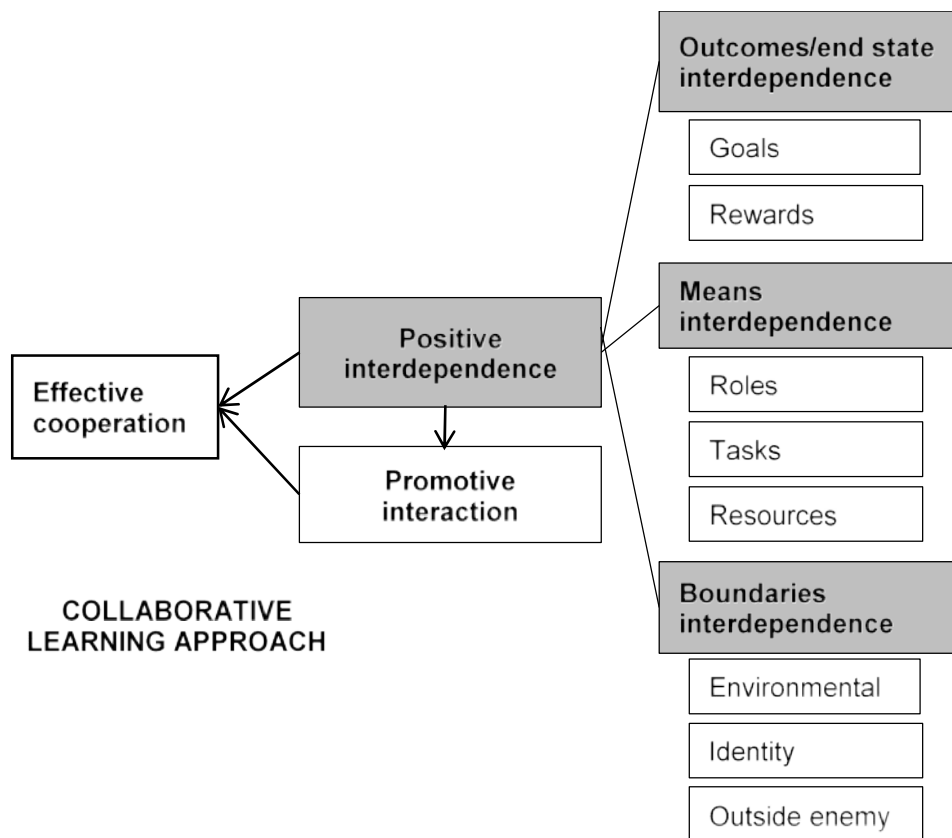 Outcomes/end state
interdependence
Goals
Rewards
Means
interdependence
Positive
interdependence
Roles
Effective
cooperation
Tasks
Promotive
interaction
Resources
Boundaries
interdependence
COLLABORATIVE
LEARNING APPROACH
Environmental
Identity
Outside enemy